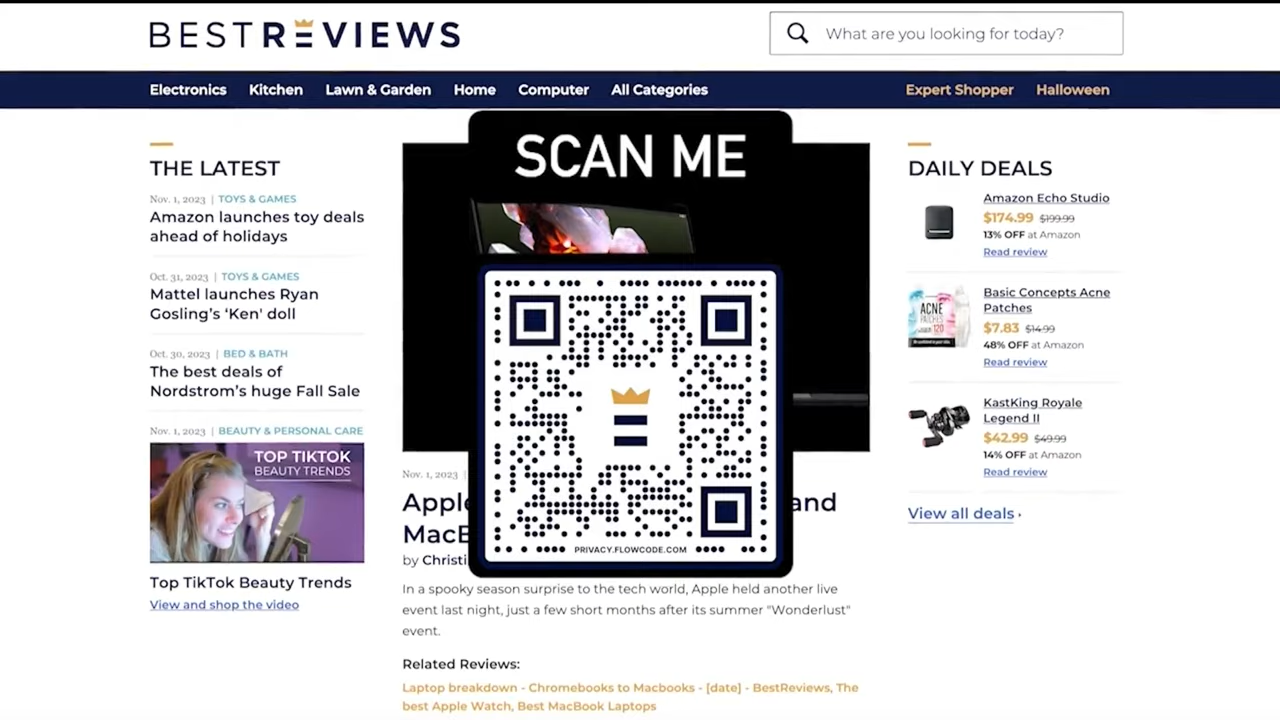 BESTREVIEWS
What are you looking for today?
Electronics Kitchen Lawn & Garden Home Computer All Categories Expert Shopper Halloween
THE LATEST
Nov. 1, 2023 | TOYS & GAMES
Amazon launches toy deals
ahead of holidays
Oct. 31, 2023 | TOYS & GAMES
Mattel launches Ryan
Gosling's 'Ken' doll
Oct. 30, 2023 | BED & BATH
The best deals of
Nordstrom's huge Fall Sale
Nov. 1, 2023 | BEAUTY & PERSONAL CARE
TOP TIKTOK
BEAUTY TRENDS
Top TikTok Beauty Trends
View and shop the video
SCAN ME
PRIVACY.FLOWCODE.COM
Nov. 1, 2023 |
Apple and
MacB
by Christi
In a spooky season surprise to the tech world, Apple held another live
event last night, just a few short months after its summer "Wonderlust"
event.
Related Reviews:
Laptop breakdown - Chromebooks to Macbooks - [date] - BestReviews, The
best Apple Watch, Best MacBook Laptops
DAILY DEALS
Amazon Echo Studio
$174.99 $199.99
13% OFF at Amazon
Read review
ACNE
PATCHES
120
Basic Concepts Acne
Patches
$7.83 $14.99
48% OFF at Amazon
Read review
KastKing Royale
Legend II
$42.99 $49.99
14% OFF at Amazon
Read review
View all deals